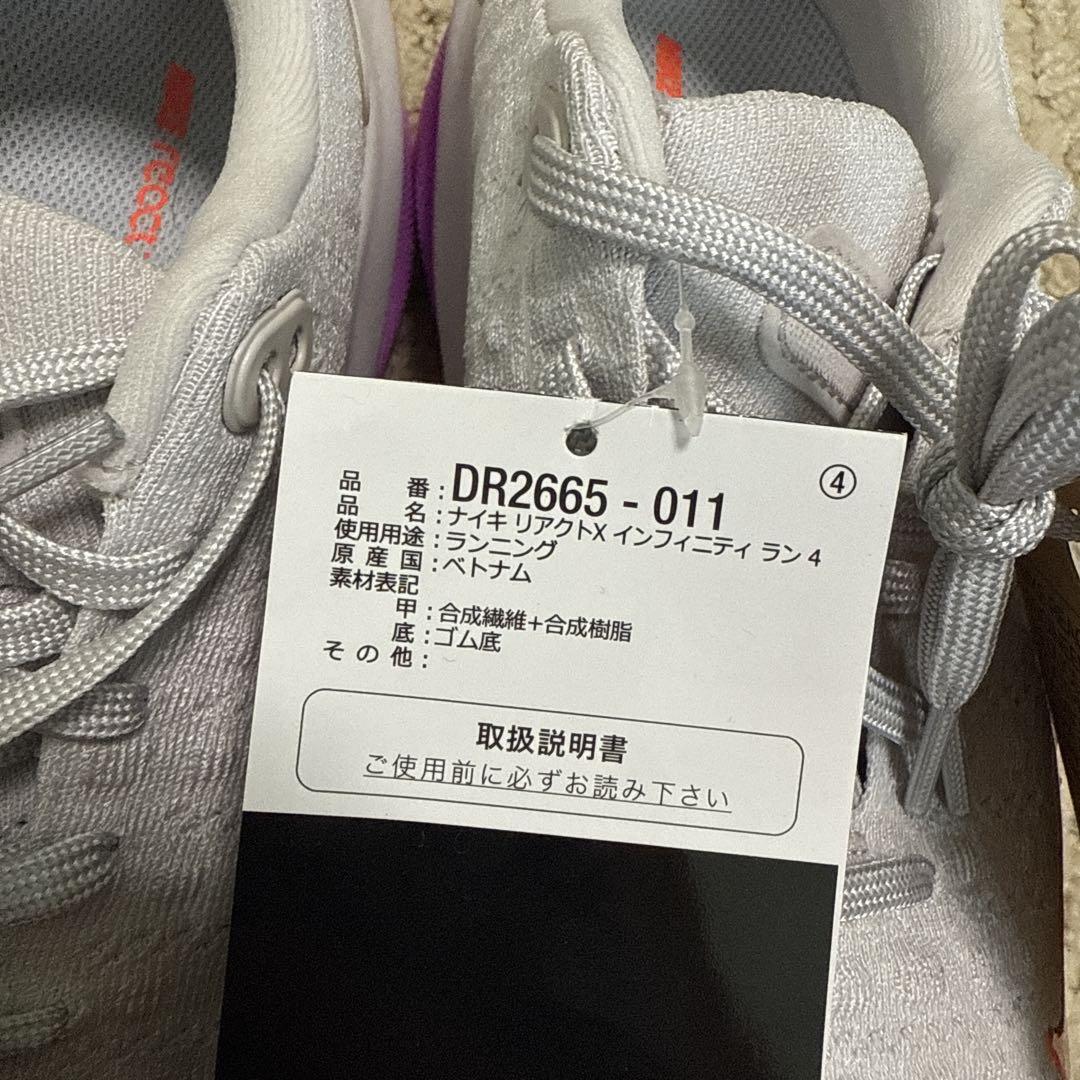 react
④
品番:DR2665 - 011
品名:ナイキ リアクトX インフィニティ ラン 4
使用用途:ランニング
原産国:ベトナム
素材表記
甲:合成繊維+合成樹脂
底:ゴム底
その他:
取扱説明書
ご使用前に必ずお読み下さい